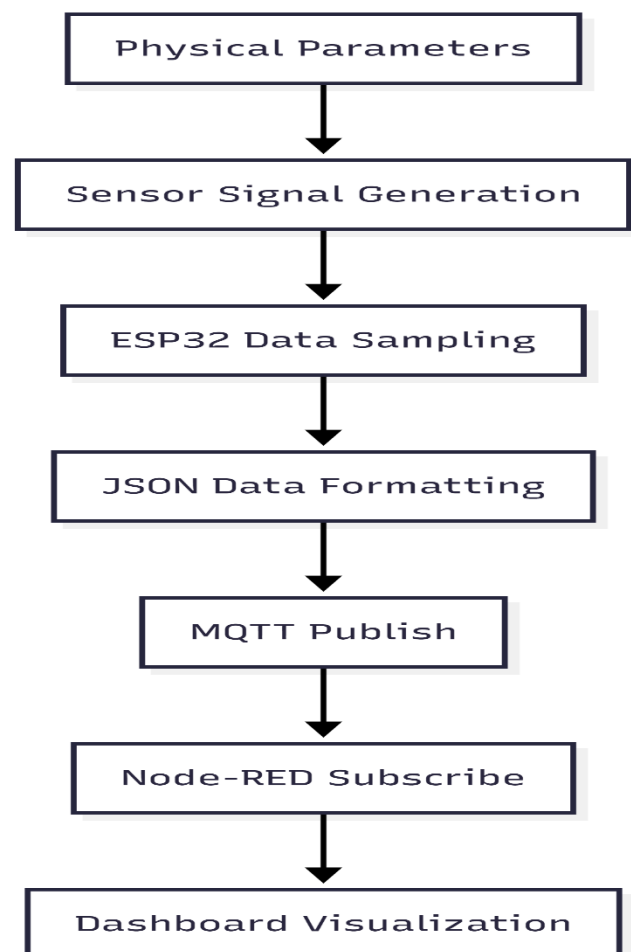 Physical Parameters
Sensor Signal Generation
ESP32 Data Sampling
JSON Data Formatting
MQTT Publish
Node-RED Subscribe
Dashboard Visualization